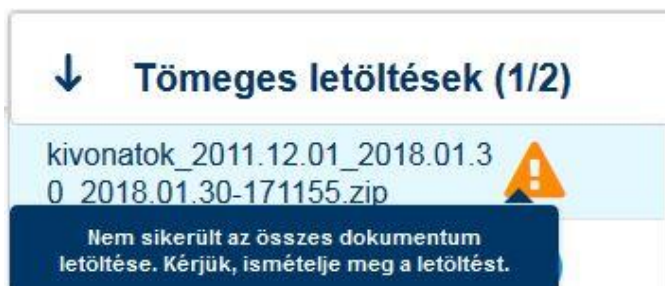 Tömeges letöltések (1/2)
kivonatok_2011.12.01_2018.01.3
0_2018.01.30-171155.zip
Nem sikerült az összes dokumentum
letöltése. Kérjük, ismételje meg a letöltést.